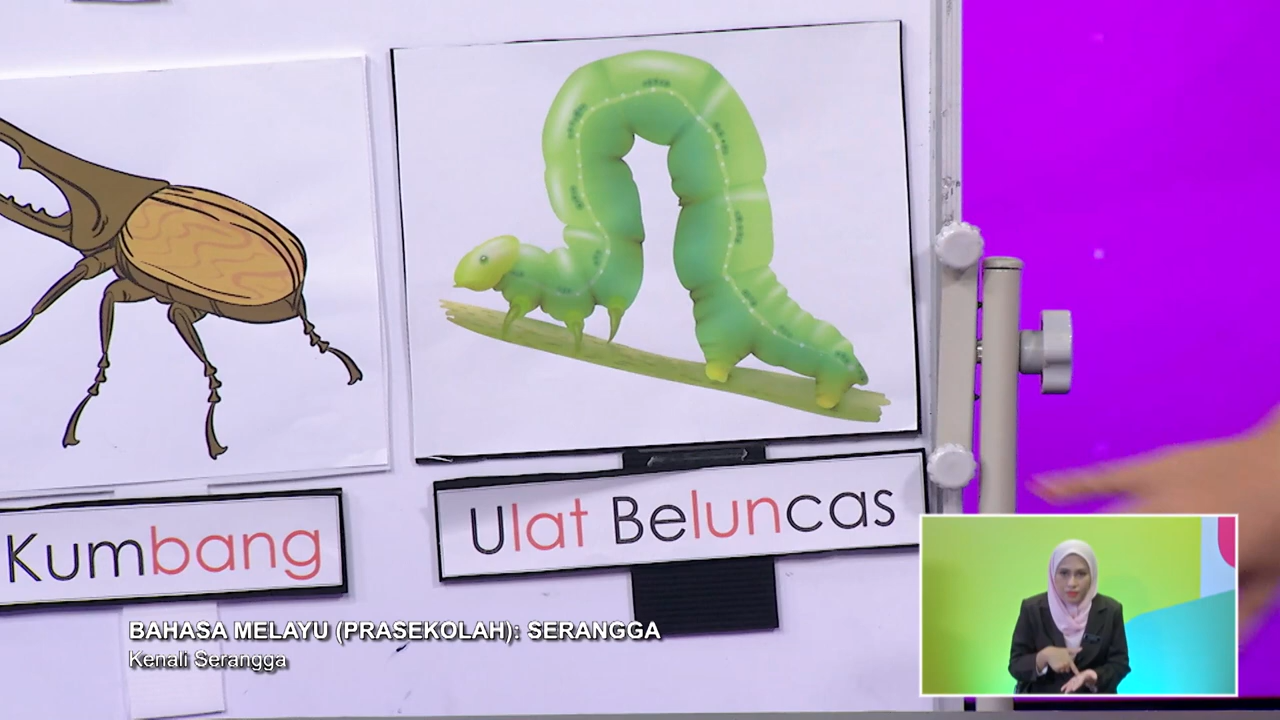 Kumbang
Ulat Beluncas
BAHASA MELAYU (PRASEKOLAH): SERANGGA
Kenali Serangga